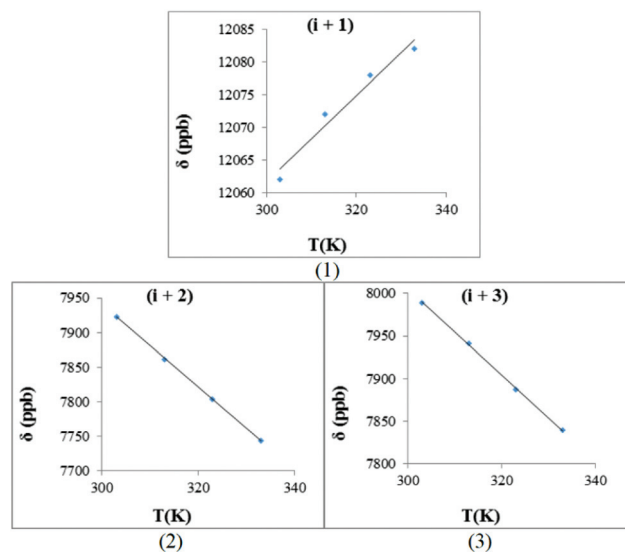 (i + 1)
12085
12080
12075
12070
12065
12060
δ (ppb)
300 320 340
T(K)
(1)
(i + 2)
7950
7900
7850
7800
7750
7700
δ (ppb)
300 320 340
T(K)
(2)
(i + 3)
8000
7950
7900
7850
7800
δ (ppb)
300 320 340
T(K)
(3)